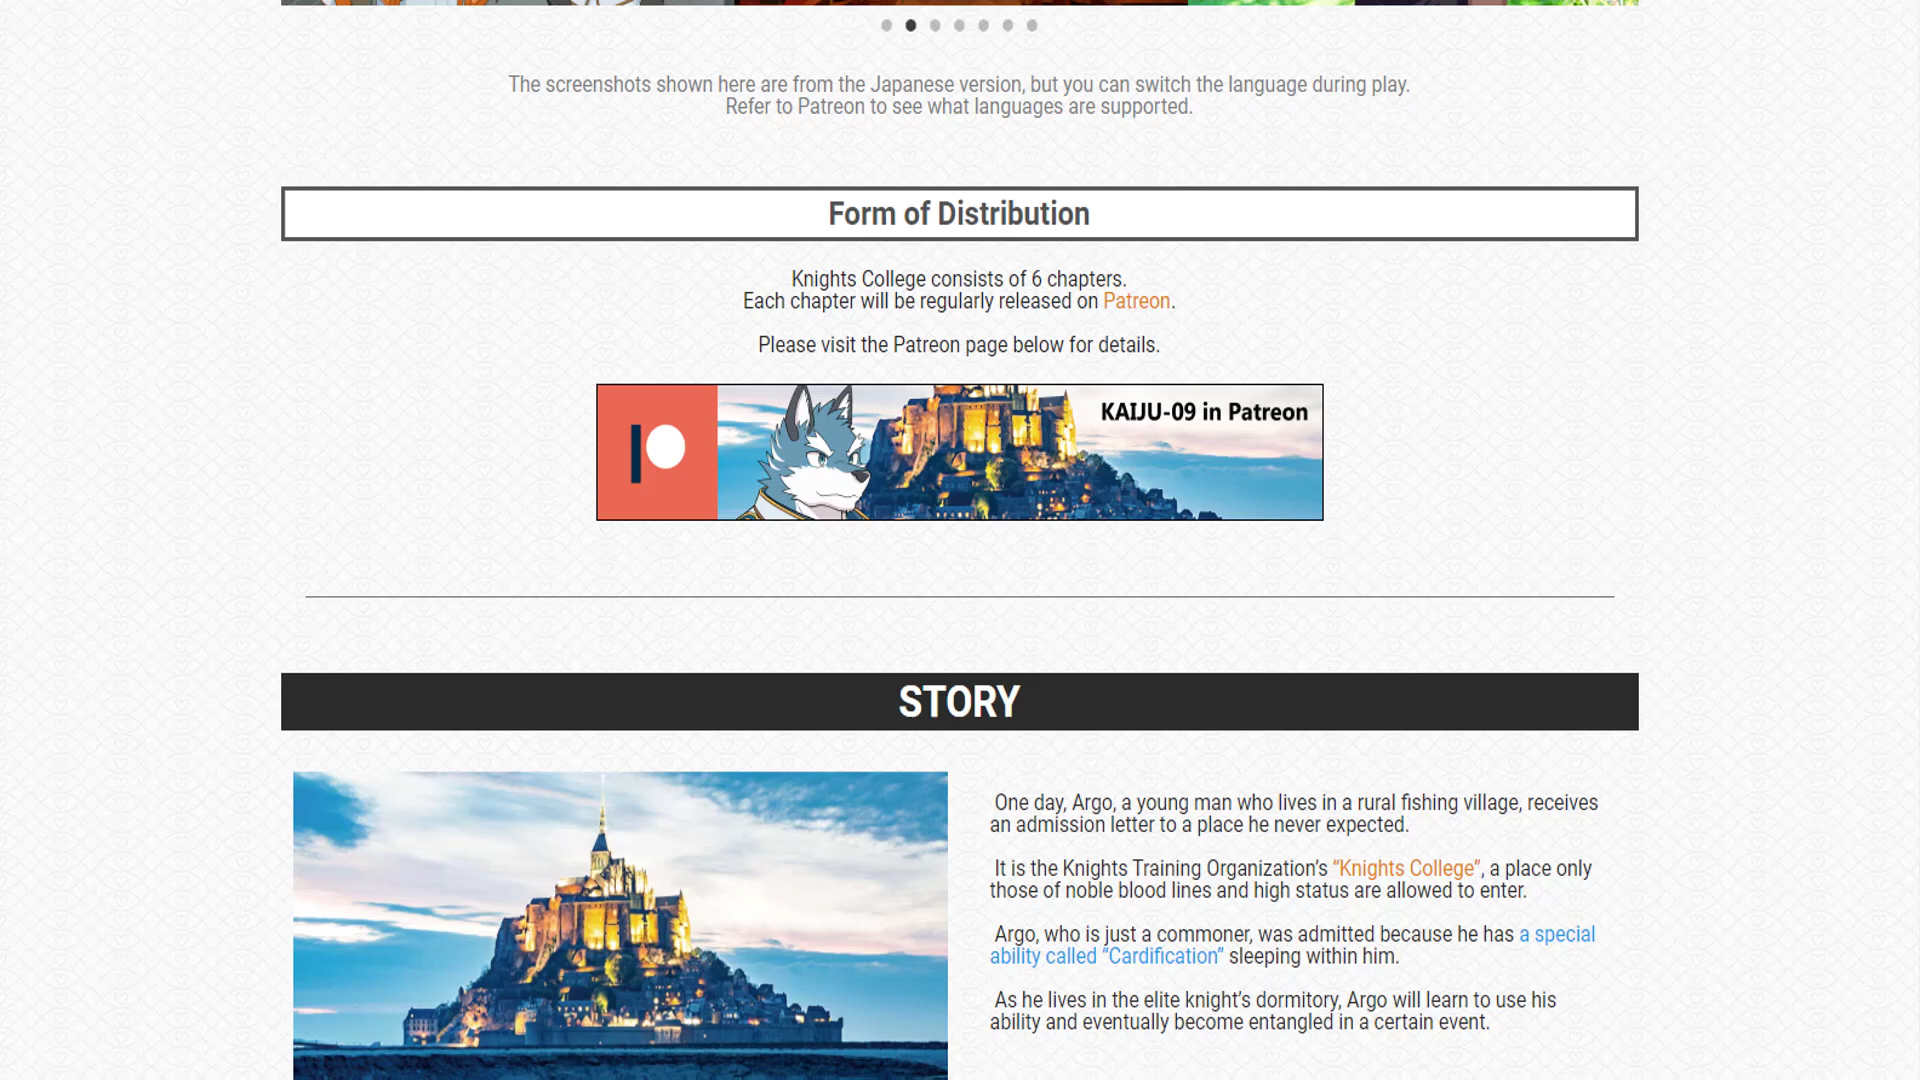 The screenshots shown here are from the Japanese version, but you can switch the language during play.
Refer to Patreon to see what languages are supported.
Form of Distribution
Knights College consists of 6 chapters.
Each chapter will be regularly released on Patreon.
Please visit the Patreon page below for details.
KAIJU-09 in Patreon
STORY
One day, Argo, a young man who lives in a rural fishing village, receives
an admission letter to a place he never expected.
It is the Knights Training Organization’s “Knights College”, a place only
those of noble blood lines and high status are allowed to enter.
Argo, who is just a commoner, was admitted because he has a special
ability called “Cardification” sleeping within him.
As he lives in the elite knight’s dormitory, Argo will learn to use his
ability and eventually become entangled in a certain event.